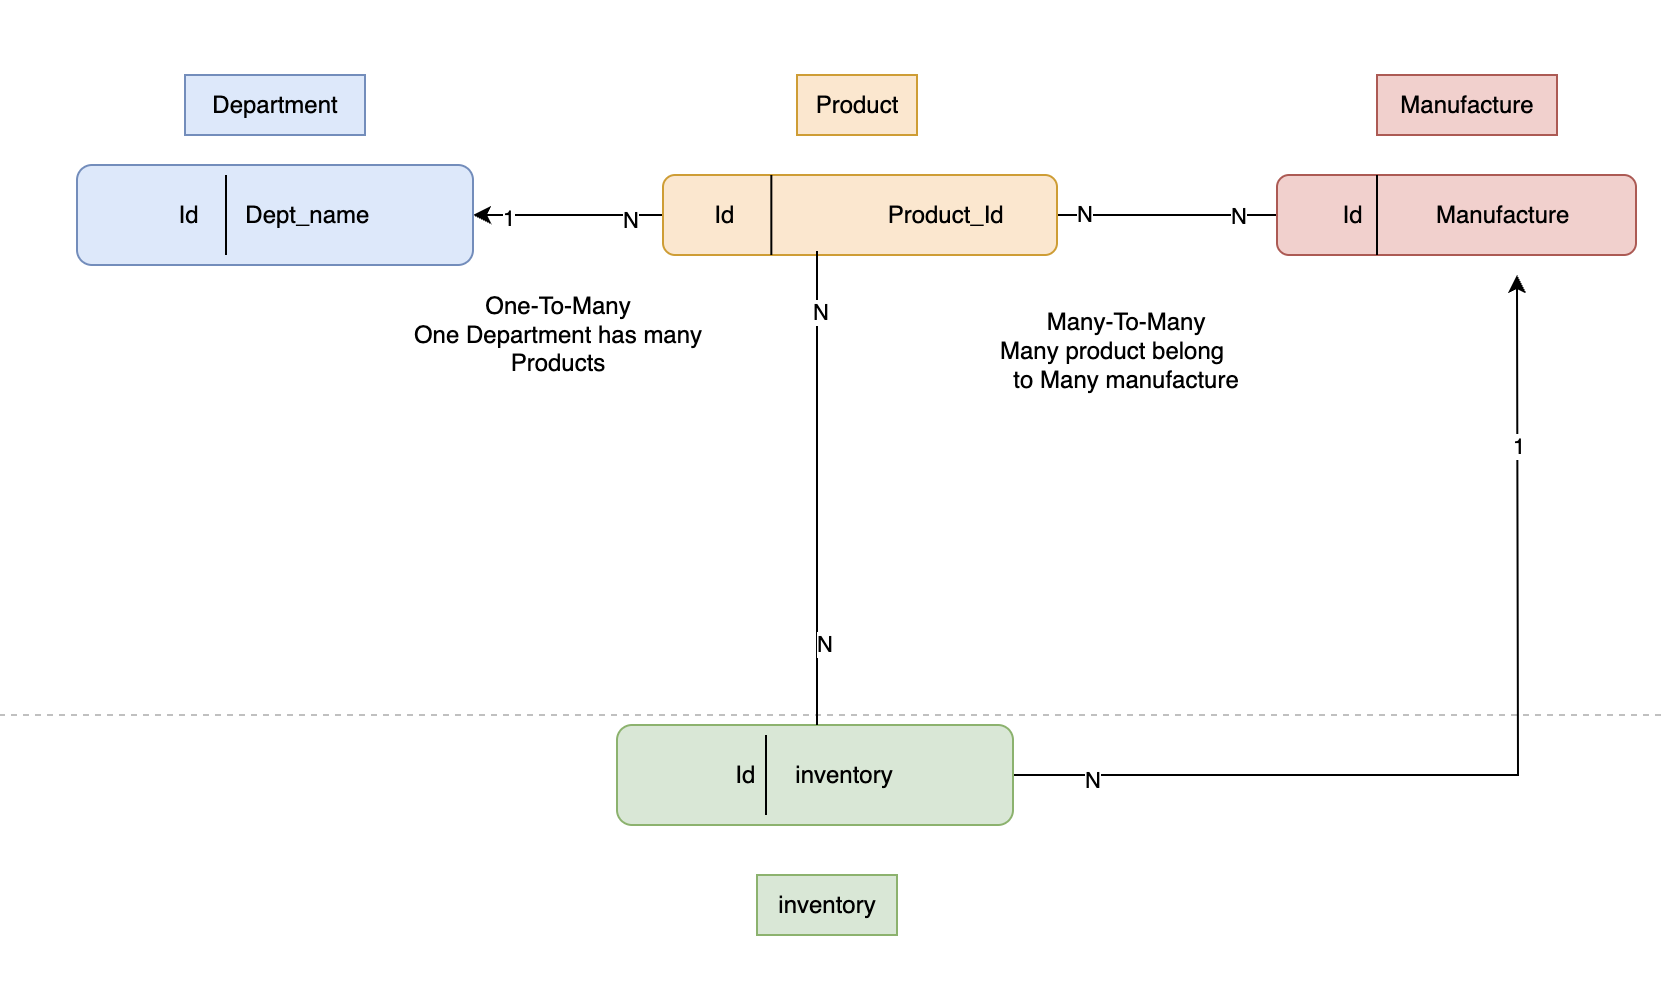 Department
Product
Manufacture
Id
Dept_name
1
N
Id
Product_Id
N
N
Id
Manufacture
One-To-Many
One Department has many
Products
N
Many-To-Many
Many product belong
to Many manufacture
1
N
Id
inventory
N
inventory